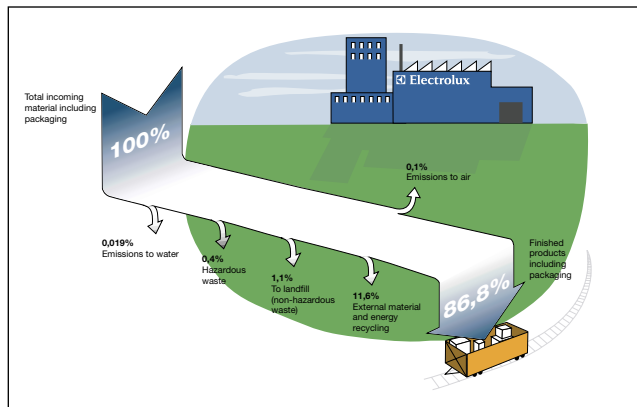 Electrolux
Total incoming
material including
packaging
100%
0,1%
Emissions to air
0,019%
Emissions to water
0,4%
Hazardous
waste
1,1%
To landfill
(non-hazardous
waste)
11,6%
External material
and energy
recycling
Finished
products
including
packaging
86,8%